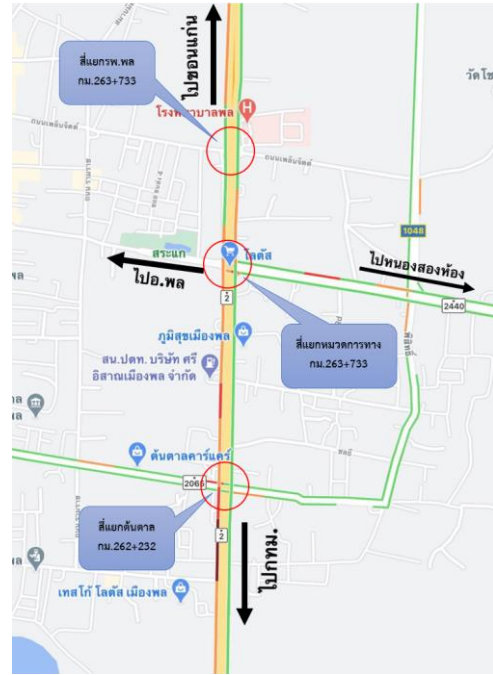 ไปขอนแก่น
สี่แยกรพ.พล
กม.263+733
วัดโช
โรงพยาบาลพล
H
ถนนเพลินจิตต์
ถนนเพลินจิตต์
1048
สระแก
โลตัส
ไปหนองสองห้อง
ไปอ.พล
2
2440
ภูมิสุขเมืองพล
สี่แยกหมวดการทาง
กม.263+733
สน.ปตท. บริษัท ศรี
อิสาณเมืองพล จำกัด
พล
ต้นตาลคาร์แคร์
2065
สี่แยกต้นตาล
กม.262+232
2
ไปกทม.
พล
เทสโก้ โลตัส เมืองพล